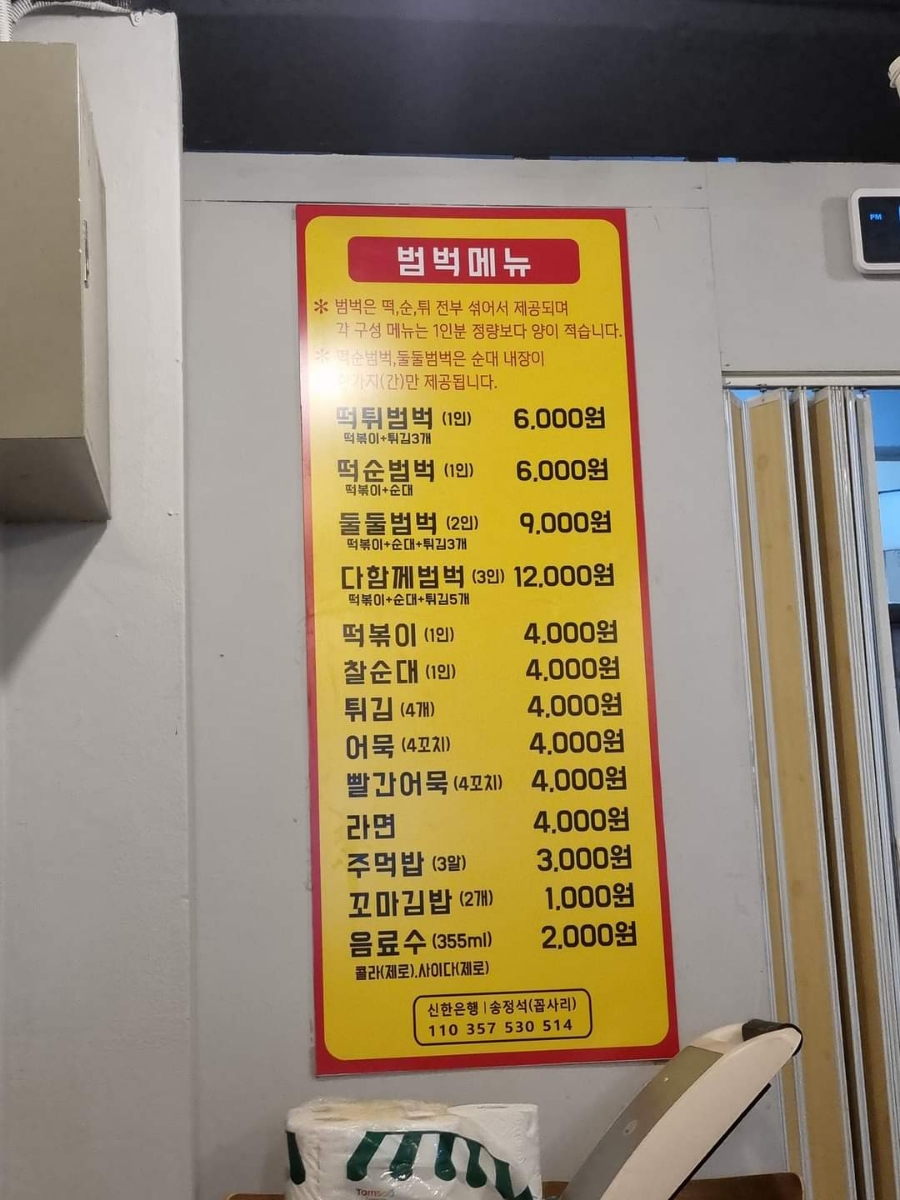 범벅메뉴
* 범벅은 떡,순,튀 전부 섞어서 제공되며
각 구성 메뉴는 1인분 정량보다 양이 적습니다.
* 떡순범벅,둘둘범벅은 순대 내장이
한가지(간)만 제공됩니다.
떡튀범벅 (1인) 6,000원
떡볶이+튀김3개
떡순범벅 (1인) 6,000원
떡볶이+순대
둘둘범벅 (2인) 9,000원
떡볶이+순대+튀김3개
다함께범벅 (3인) 12,000원
떡볶이+순대+튀김5개
떡볶이 (1인) 4,000원
찰순대 (1인) 4,000원
튀김 (4개) 4,000원
어묵 (4꼬치) 4,000원
빨간어묵 (4꼬치) 4,000원
라면 4,000원
주먹밥 (3알) 3,000원
꼬마김밥 (2개) 1,000원
음료수 (355ml) 2,000원
콜라(제로),사이다(제로)
신한은행 | 송정석(꼽사리)
110 357 530 514
PM